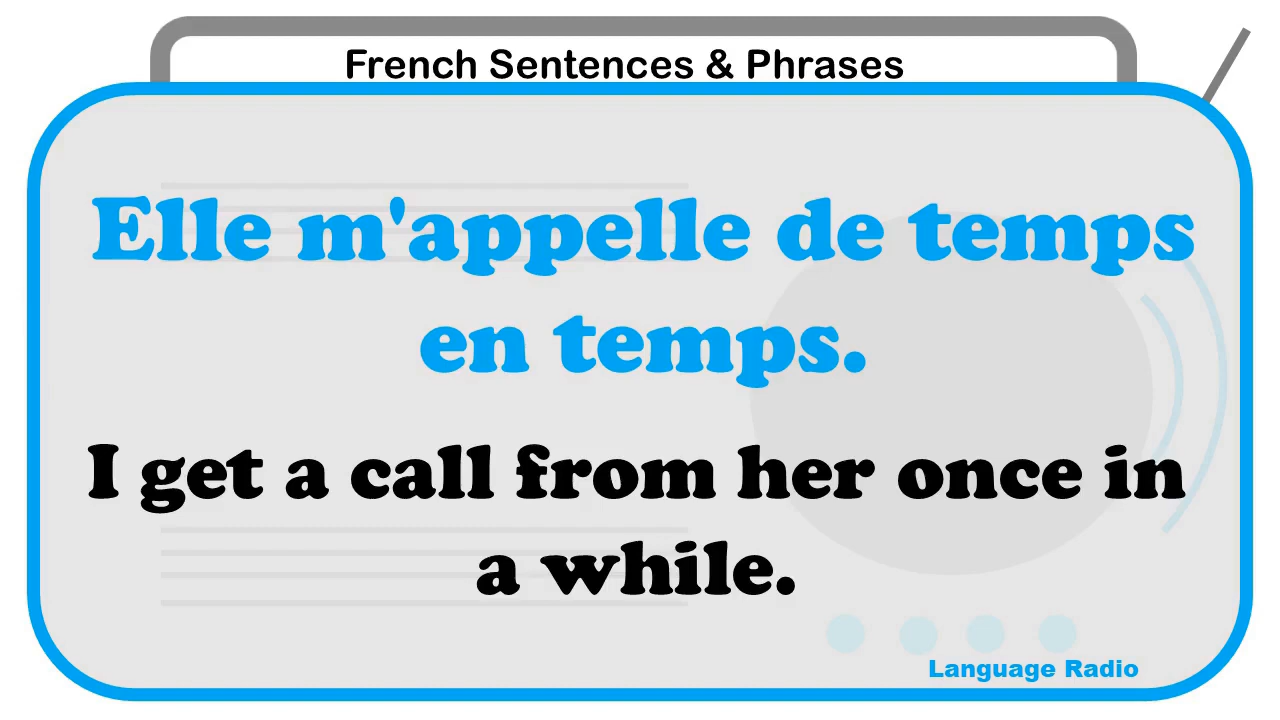 French Sentences & Phrases
Elle m'appelle de temps
en temps.
I get a call from her once in
a while.
Language Radio